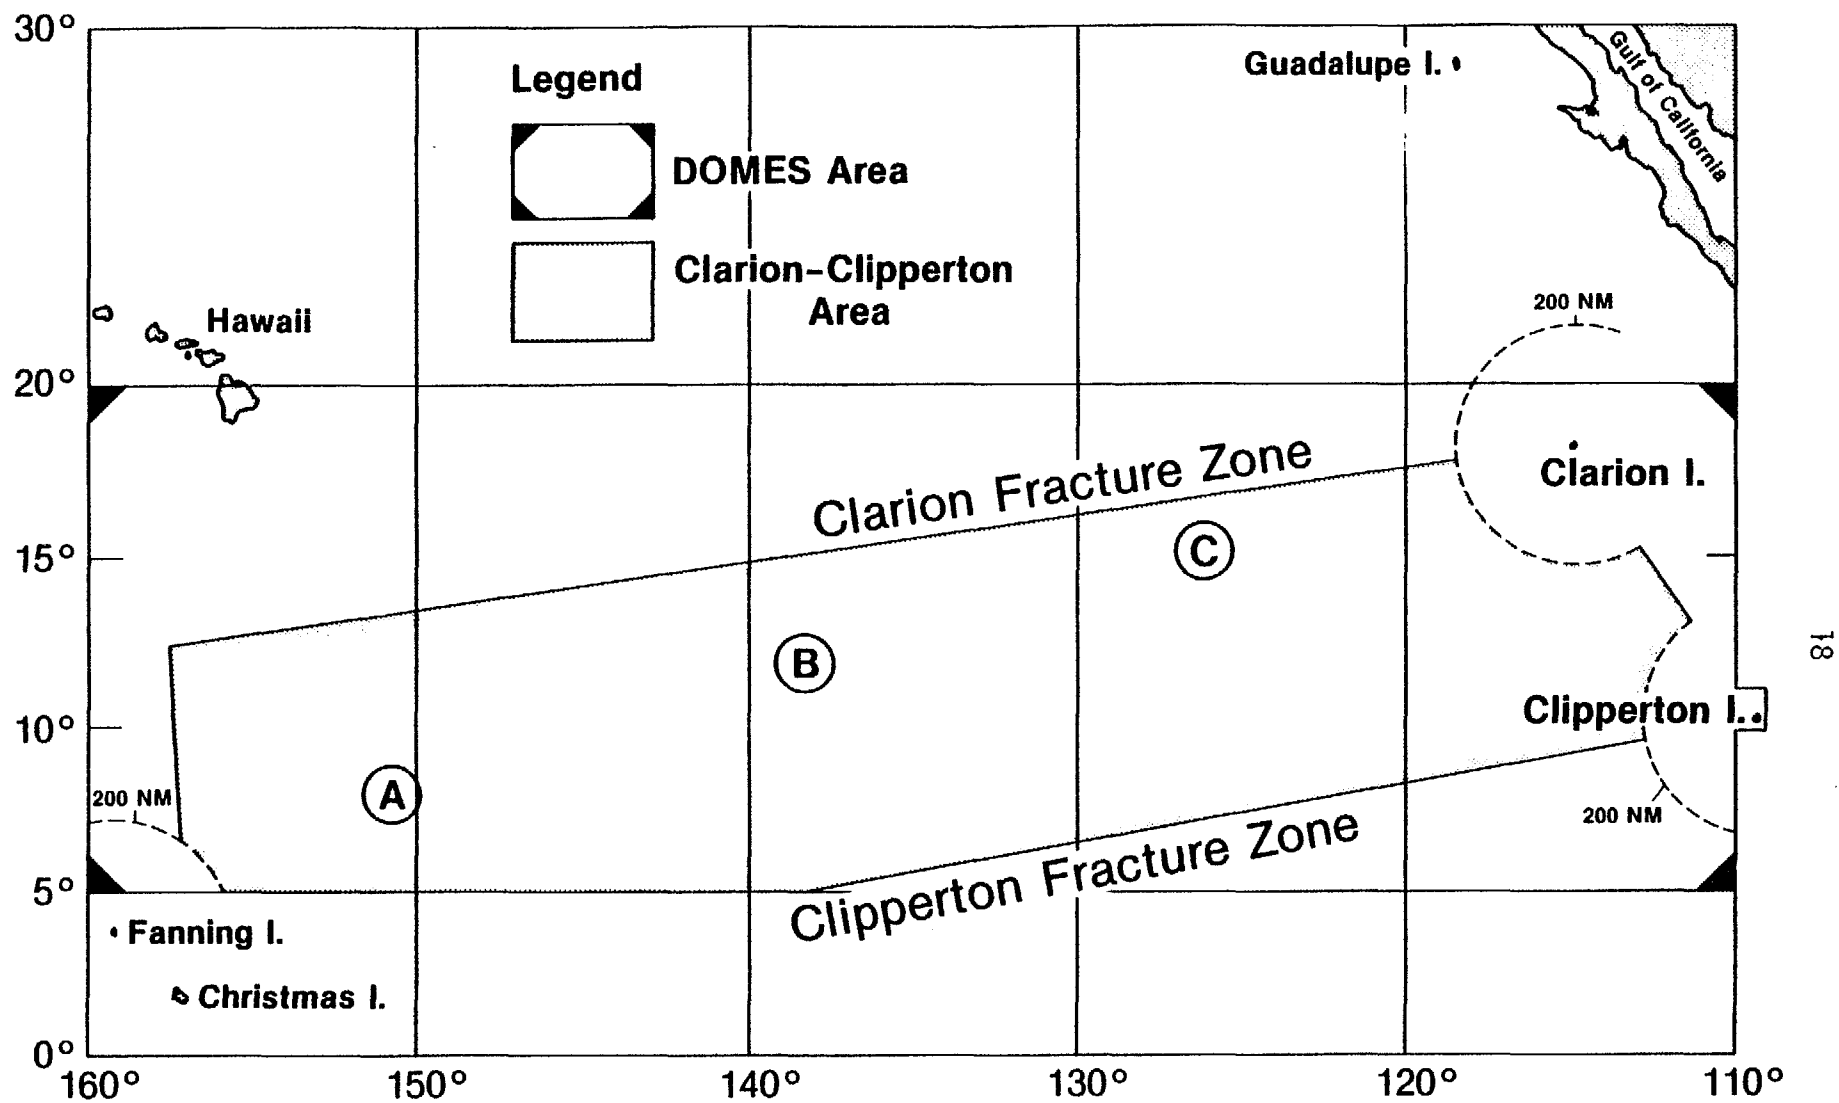 30°
Guadalupe I.
Gulf of California
Legend
DOMES Area
Clarion-Clipperton
Area
200 NM
Hawaii
20°
Clarion Fracture Zone
Clarion I.
15°
C
B
18
Clipperton I.
10°
A
200 NM
200 NM
Clipperton Fracture Zone
5°
Fanning I.
Christmas I.
0°
160° 150° 140° 130° 120° 110°